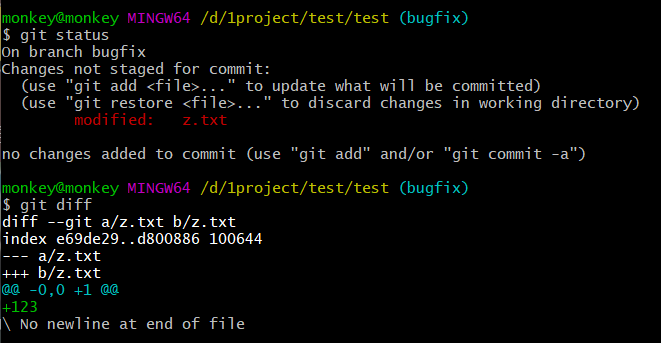 monkey@monkey MINGW64 /d/1project/test/test (bugfix)
$ git status
On branch bugfix
Changes not staged for commit:
  (use "git add <file>..." to update what will be committed)
  (use "git restore <file>..." to discard changes in working directory)
        modified:   z.txt

no changes added to commit (use "git add" and/or "git commit -a")

monkey@monkey MINGW64 /d/1project/test/test (bugfix)
$ git diff
diff --git a/z.txt b/z.txt
index e69de29..d800886 100644
--- a/z.txt
+++ b/z.txt
@@ -0,0 +1 @@
+123
\ No newline at end of file